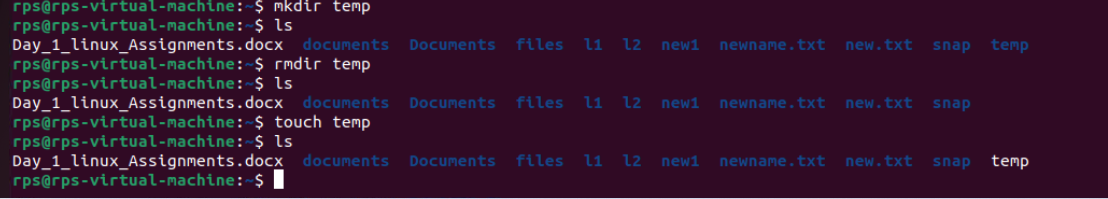 rps@rps-virtual-machine:~$ mkdir temp
rps@rps-virtual-machine:~$ ls
Day_1_linux_Assignments.docx documents Documents files l1 l2 new1 newname.txt new.txt snap temp
rps@rps-virtual-machine:~$ rmdir temp
rps@rps-virtual-machine:~$ ls
Day_1_linux_Assignments.docx documents Documents files l1 l2 new1 newname.txt new.txt snap
rps@rps-virtual-machine:~$ touch temp
rps@rps-virtual-machine:~$ ls
Day_1_linux_Assignments.docx documents Documents files l1 l2 new1 newname.txt new.txt snap temp
rps@rps-virtual-machine:~$